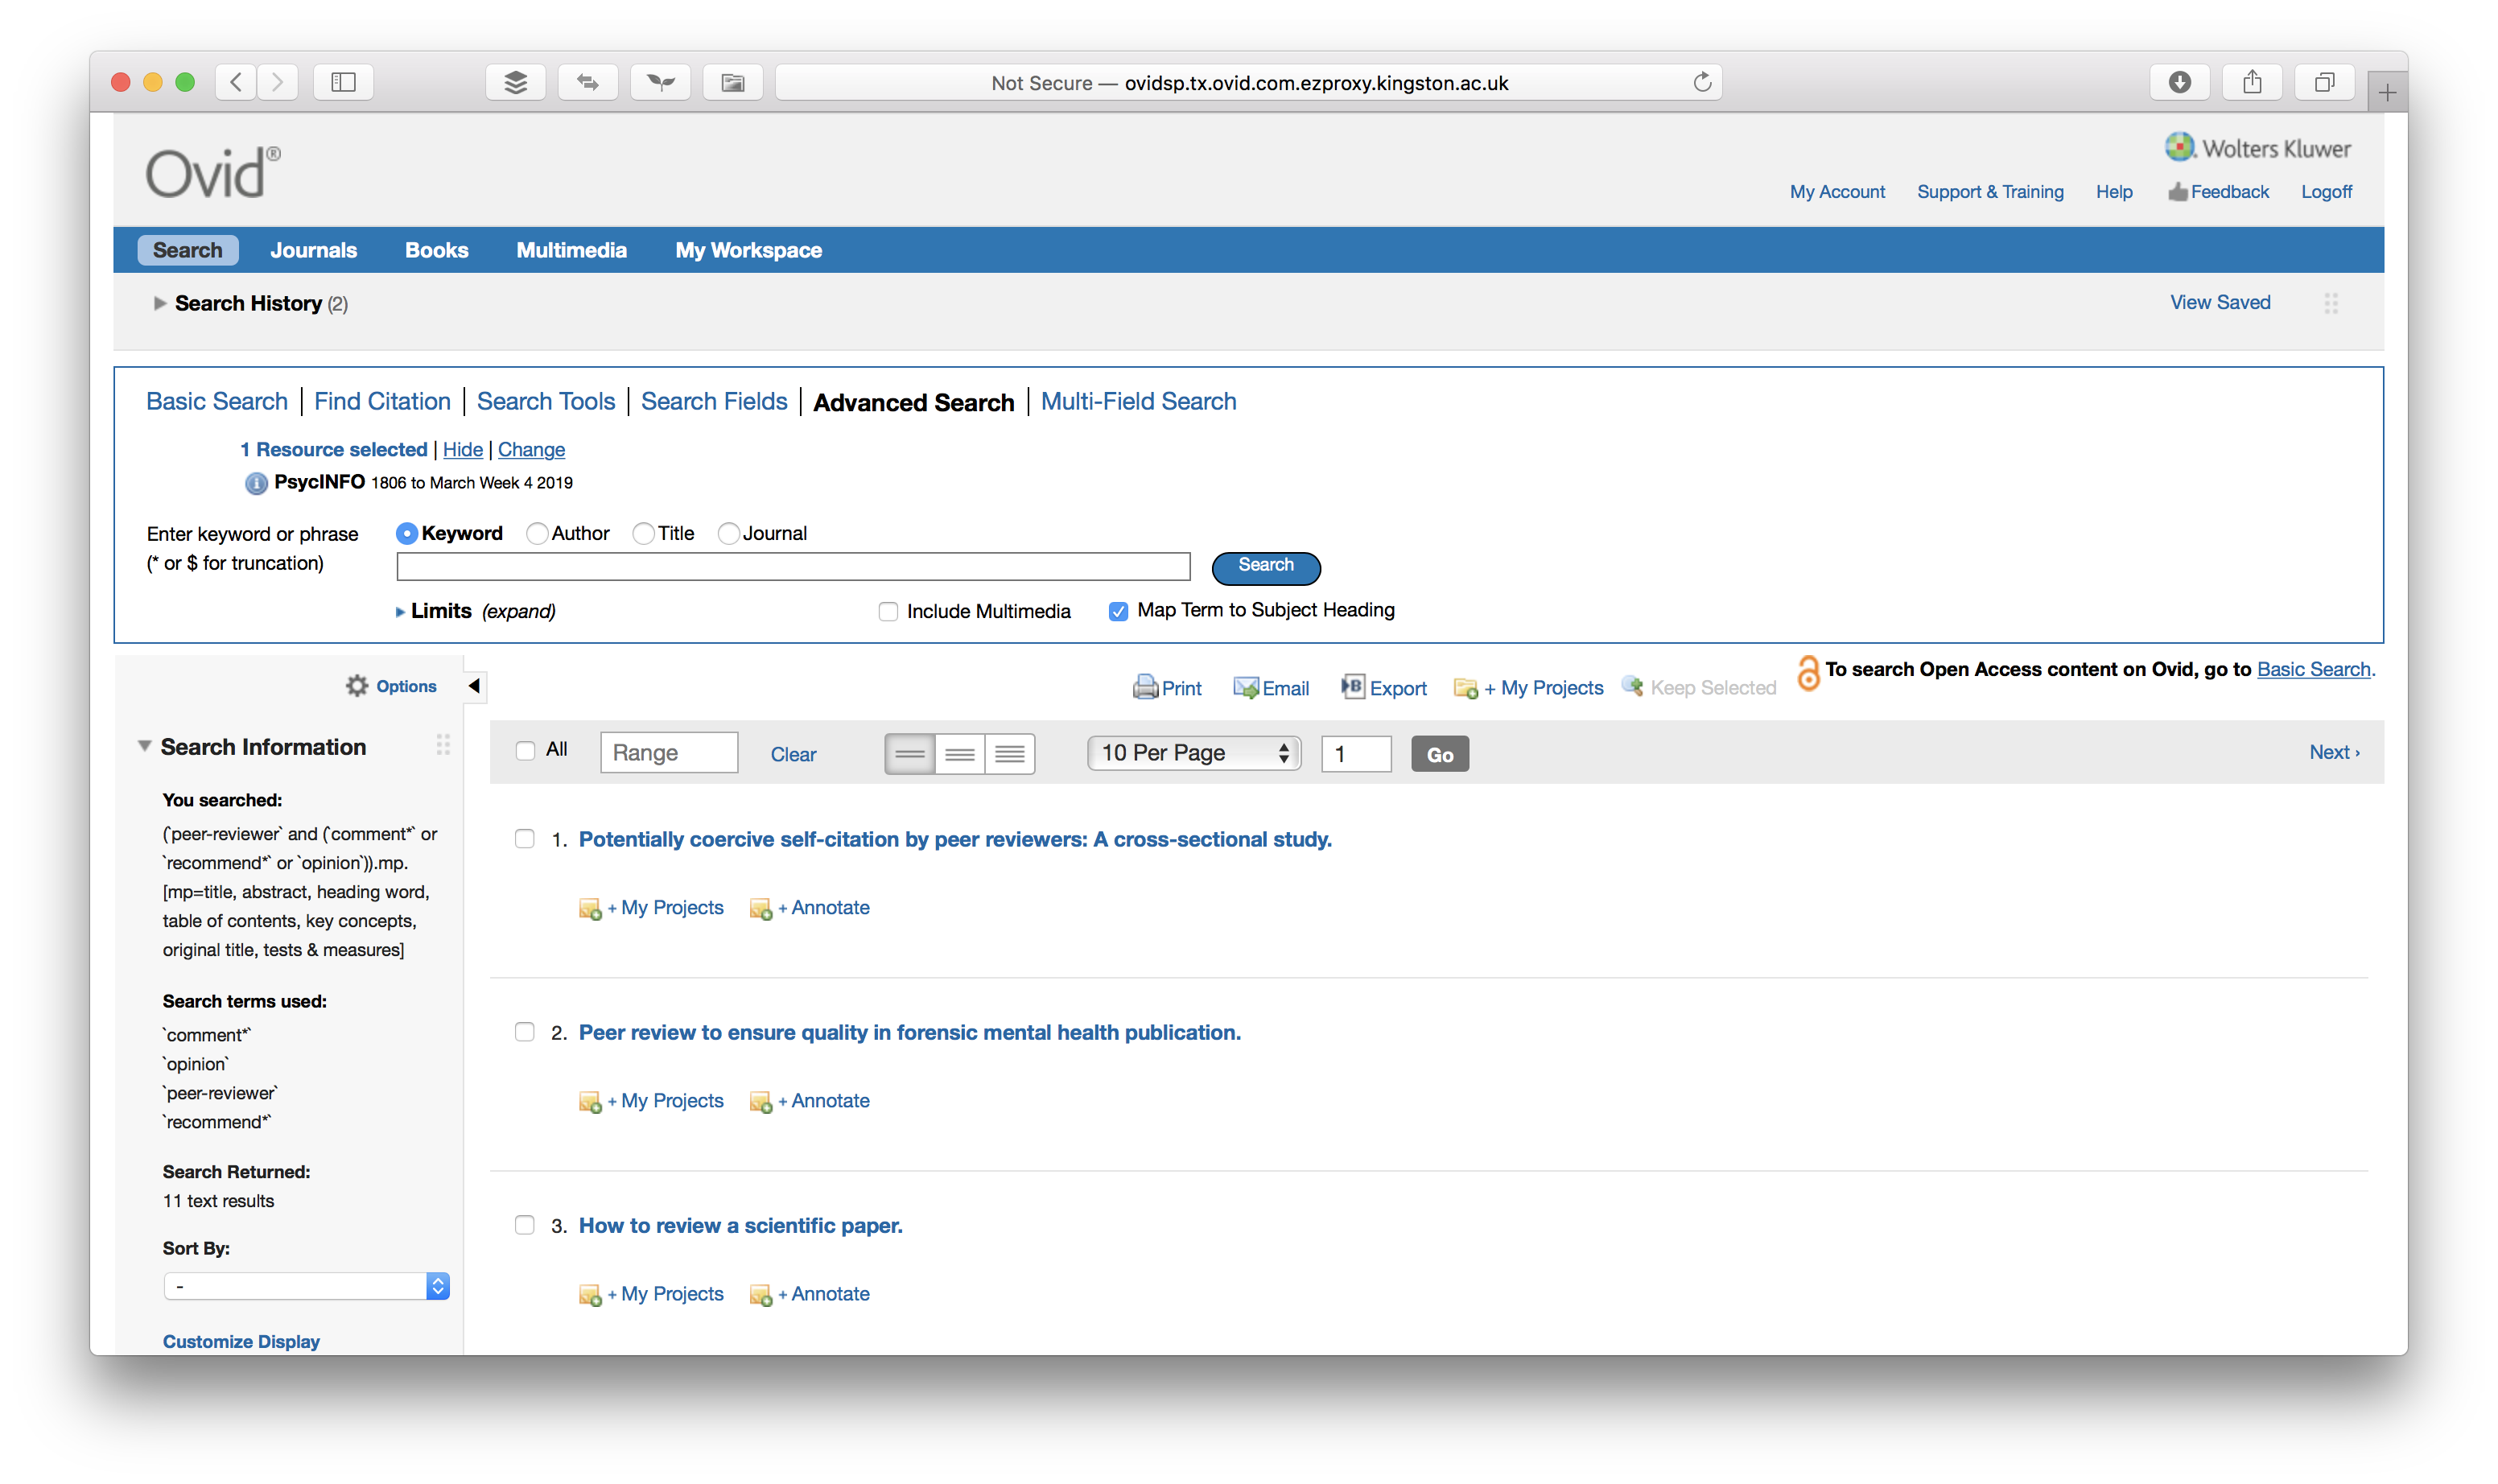 Not Secure — ovidsp.tx.ovid.com.ezproxy.kingston.ac.uk
Ovid®
Wolters Kluwer
My Account Support & Training Help Feedback Logoff
Search Journals Books Multimedia My Workspace
Search History (2) View Saved
Basic Search | Find Citation | Search Tools | Search Fields | Advanced Search | Multi-Field Search
1 Resource selected | Hide | Change
PsycINFO 1806 to March Week 4 2019
Enter keyword or phrase
(* or $ for truncation)
Keyword Author Title Journal
Search
Limits (expand) Include Multimedia Map Term to Subject Heading
Options
Print Email Export + My Projects Keep Selected
To search Open Access content on Ovid, go to Basic Search.
Search Information
You searched:
(`peer-reviewer` and (`comment*` or
`recommend*` or `opinion`)).mp.
[mp=title, abstract, heading word,
table of contents, key concepts,
original title, tests & measures]
Search terms used:
`comment*`
`opinion`
`peer-reviewer`
`recommend*`
Search Returned:
11 text results
Sort By:
-
Customize Display
All Range Clear 10 Per Page 1 Go Next ›
1. Potentially coercive self-citation by peer reviewers: A cross-sectional study.
+ My Projects + Annotate
2. Peer review to ensure quality in forensic mental health publication.
+ My Projects + Annotate
3. How to review a scientific paper.
+ My Projects + Annotate